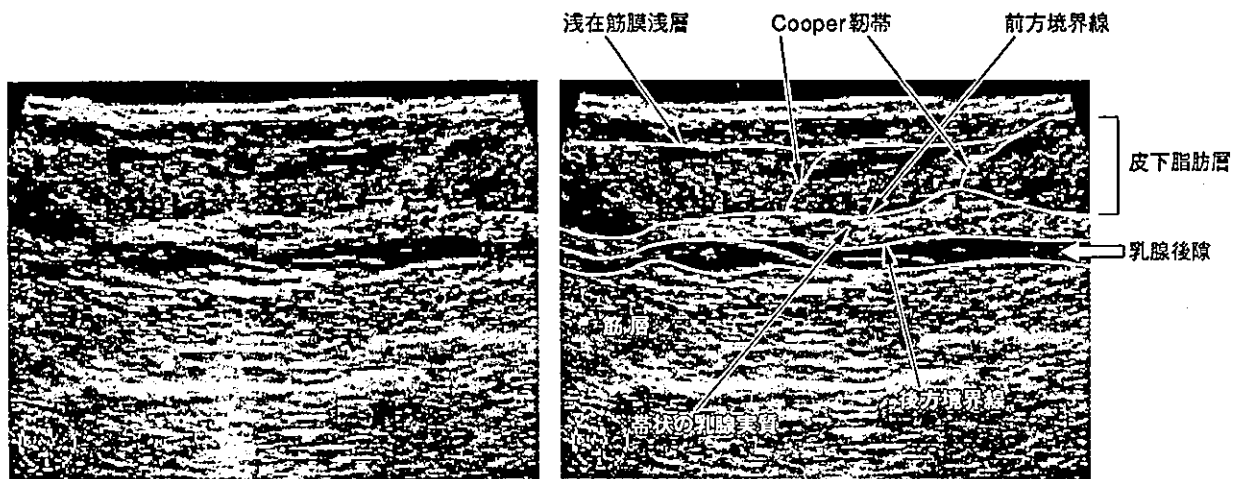 浅在筋膜浅層
Cooper靭帯
前方境界線
皮下脂肪層
乳腺後隙
筋層
後方境界線
帯状の乳腺実質